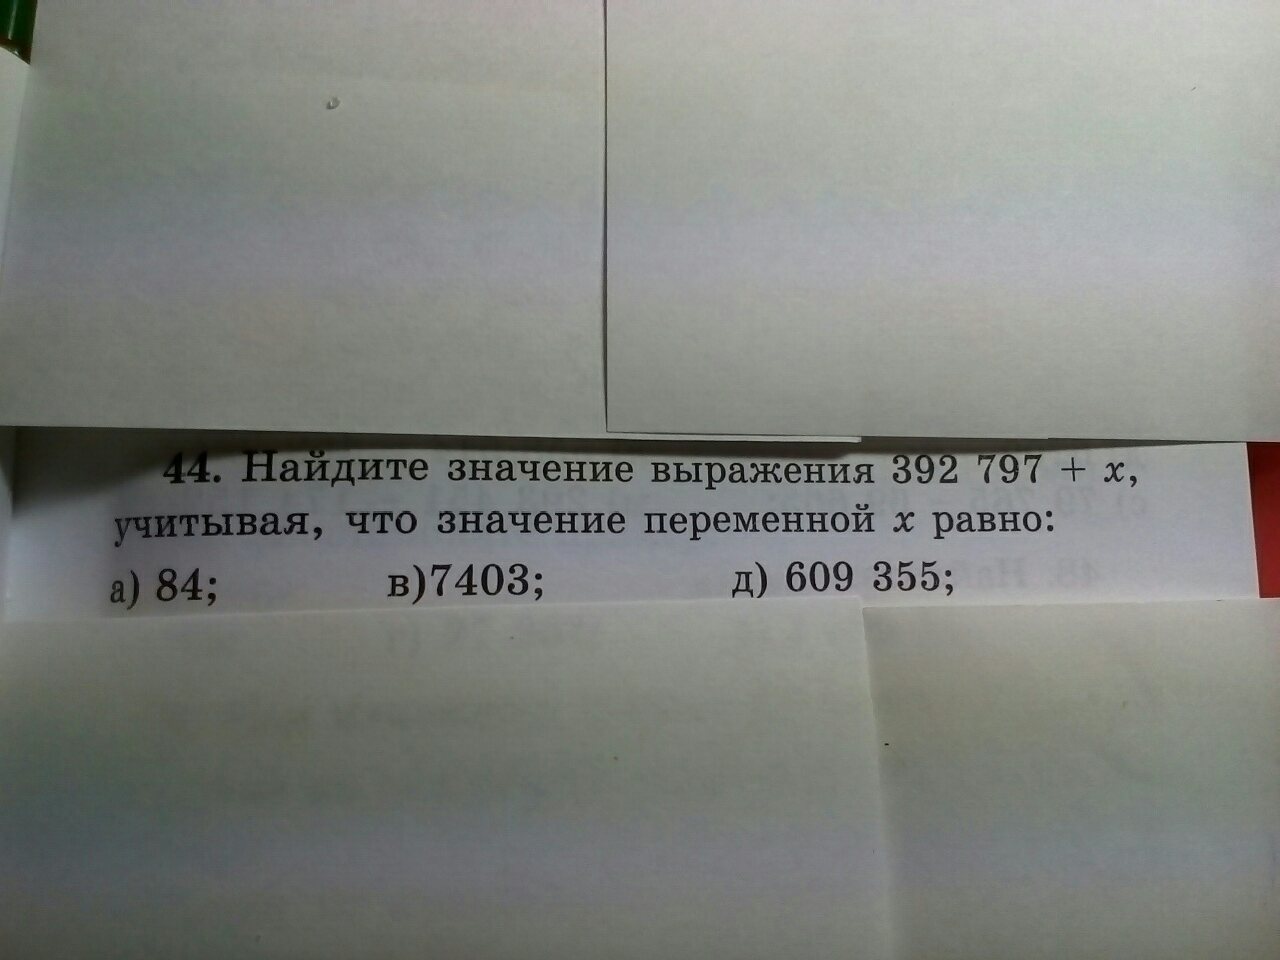 44. Найдите значение выражения 392 797 + x,
учитывая, что значение переменной x равно:
а) 84; в)7403; д) 609 355;